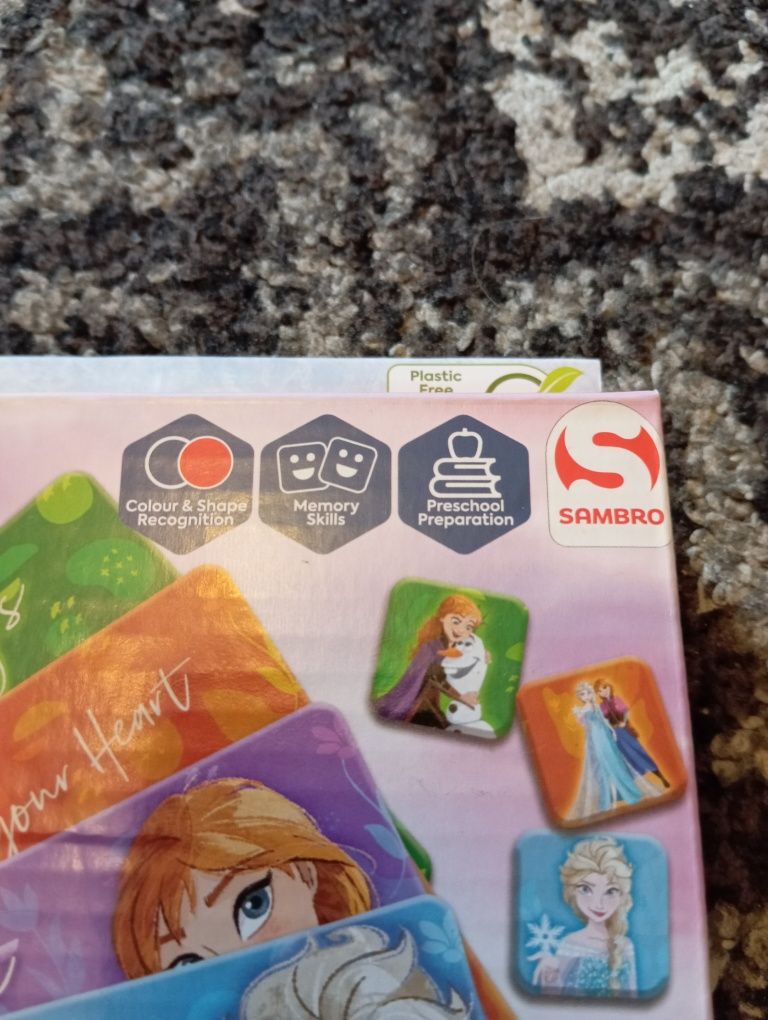 Plastic
Free
Colour & Shape
Recognition
Memory
Skills
Preschool
Preparation
SAMBRO
s
your Heart